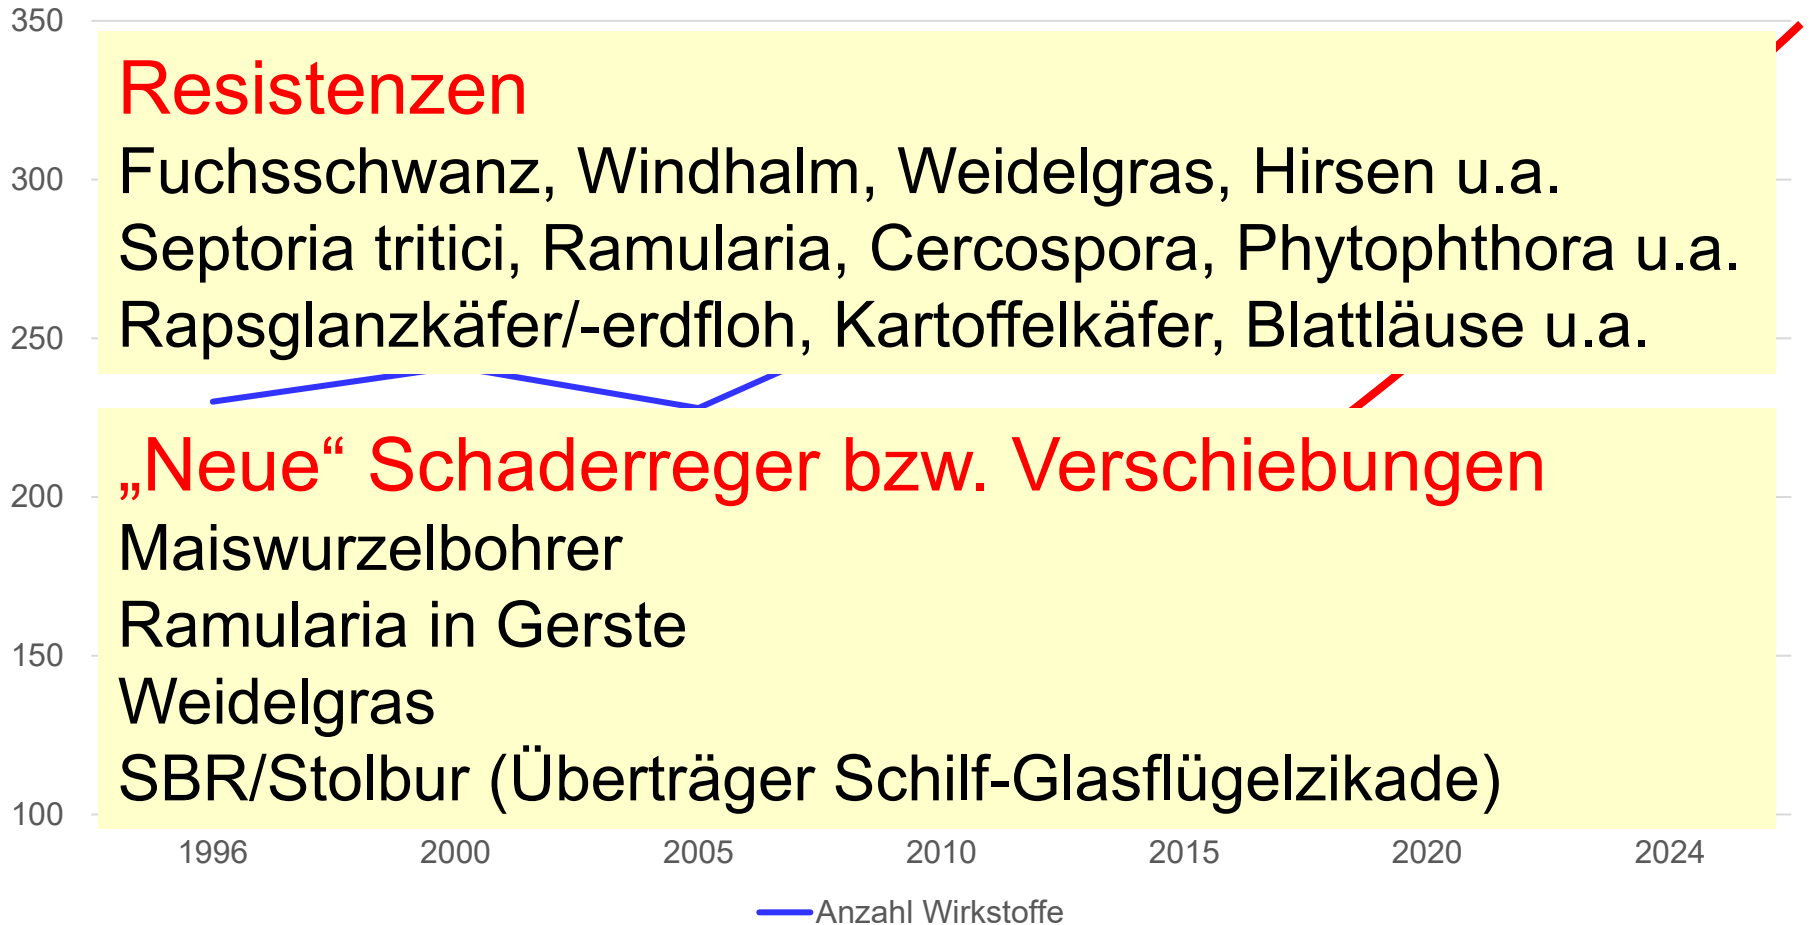 350
Resistenzen
300
Fuchsschwanz, Windhalm, Weidelgras, Hirsen u.a.
Septoria tritici, Ramularia, Cercospora, Phytophthora u.a.
250
Rapsglanzkäfer/-erdfloh, Kartoffelkäfer, Blattläuse u.a.
„Neue“ Schaderreger bzw. Verschiebungen
200
Maiswurzelbohrer
Ramularia in Gerste
150
Weidelgras
SBR/Stolbur (Überträger Schilf-Glasflügelzikade)
100
1996 2000 2005 2010 2015 2020 2024
Anzahl Wirkstoffe